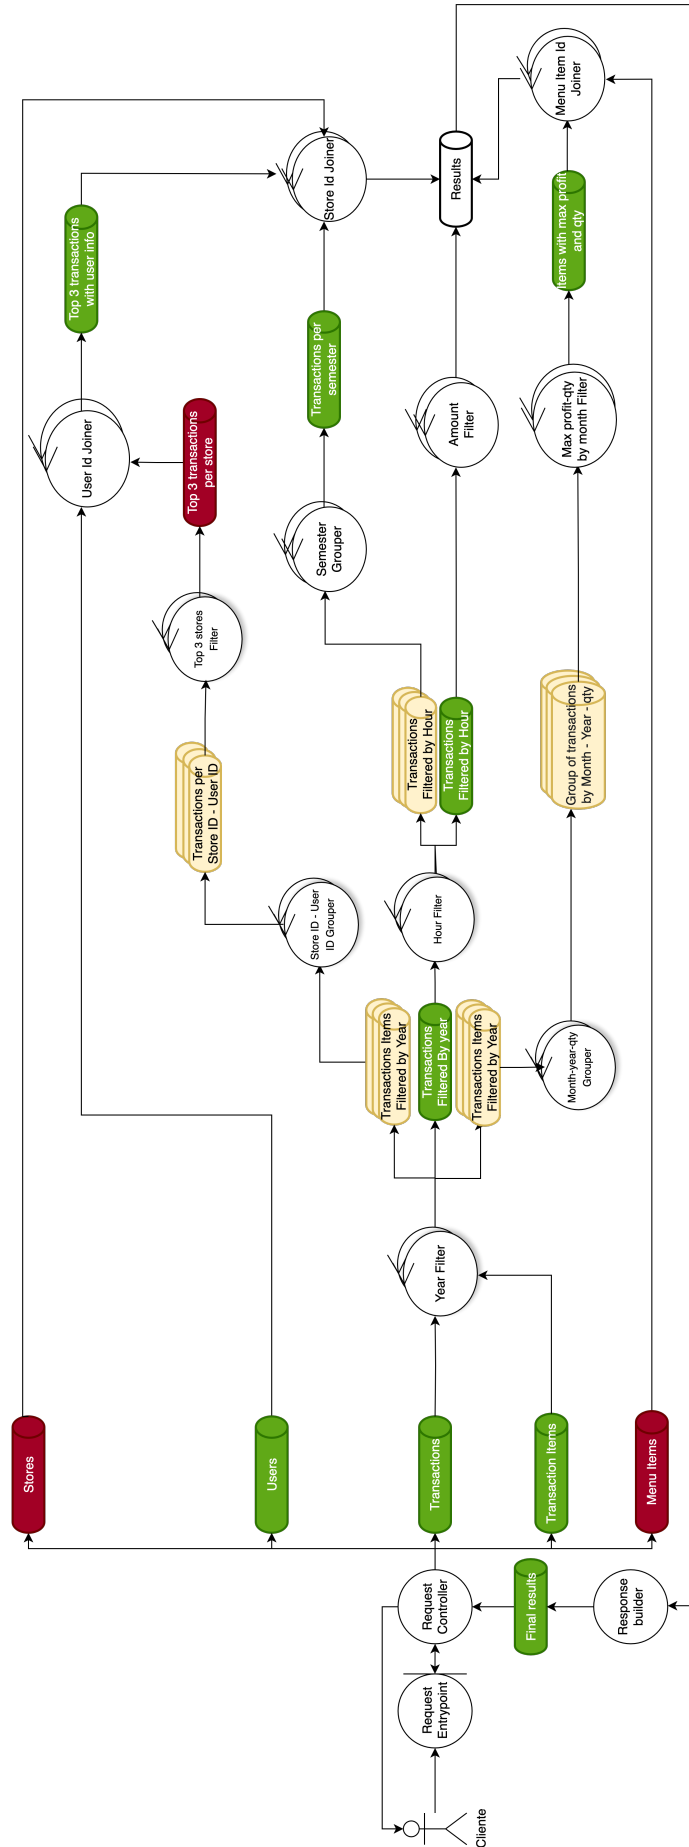 Cliente
Request
Entrypoint
Request
Controller
Response
builder
Final results
Stores
Users
Transactions
Transaction Items
Menu Items
Year Filter
Transactions Items
Filtered by Year
Transactions
Filtered By year
Transactions Items
Filtered by Year
Month-year-qty
Grouper
Store ID - User
ID Grouper
Hour Filter
Transactions per
Store ID - User ID
Transactions
Filtered by Hour
Transactions
Filtered by Hour
Group of transactions
by Month - Year - qty
Top 3 stores
Filter
Semester
Grouper
User Id Joiner
Top 3 transactions
per store
Amount
Filter
Max profit-qty
by month Filter
Top 3 transactions
with user info
Transactions per
semester
Items with max profit
and qty
Store Id Joiner
Results
Menu Item Id
Joiner